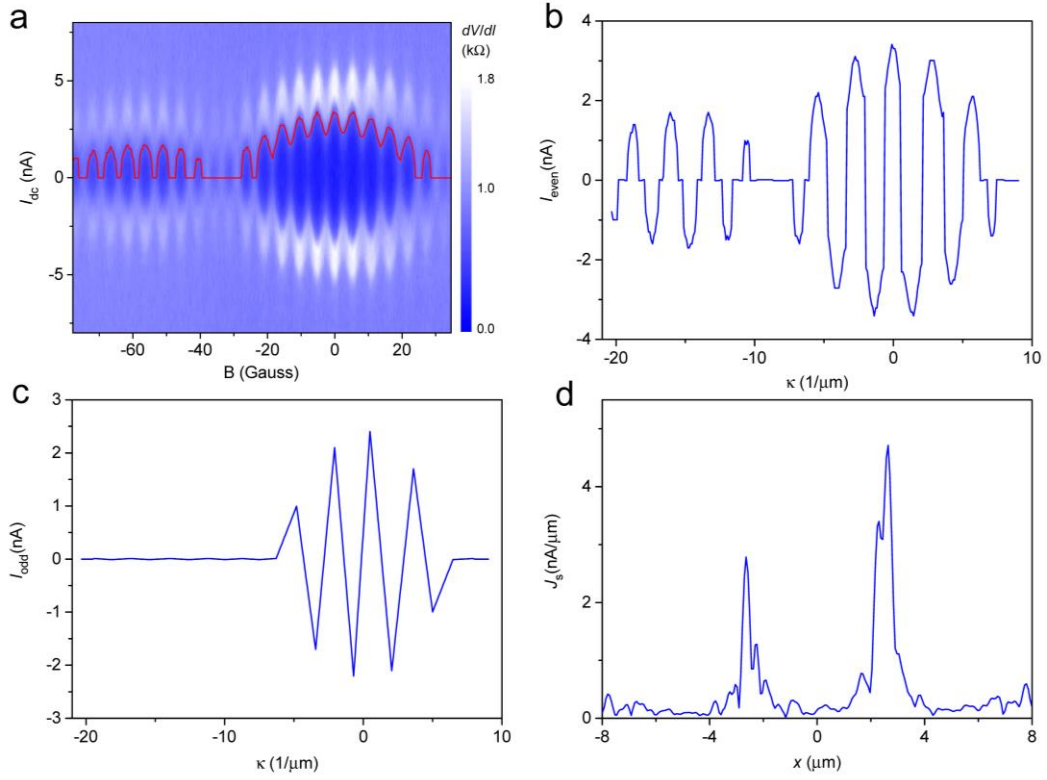 a
dV/dI
(kΩ)
1.8
1.0
0.0
5
0
-5
I_dc (nA)
-60 -40 -20 0 20
B (Gauss)
b
4
2
0
-2
-4
I_even(nA)
-20 -10 0 10
κ (1/μm)
c
3
2
1
0
-1
-2
-3
I_odd(nA)
-20 -10 0 10
κ (1/μm)
d
4
2
0
J_s(nA/μm)
-8 -4 0 4 8
x (μm)